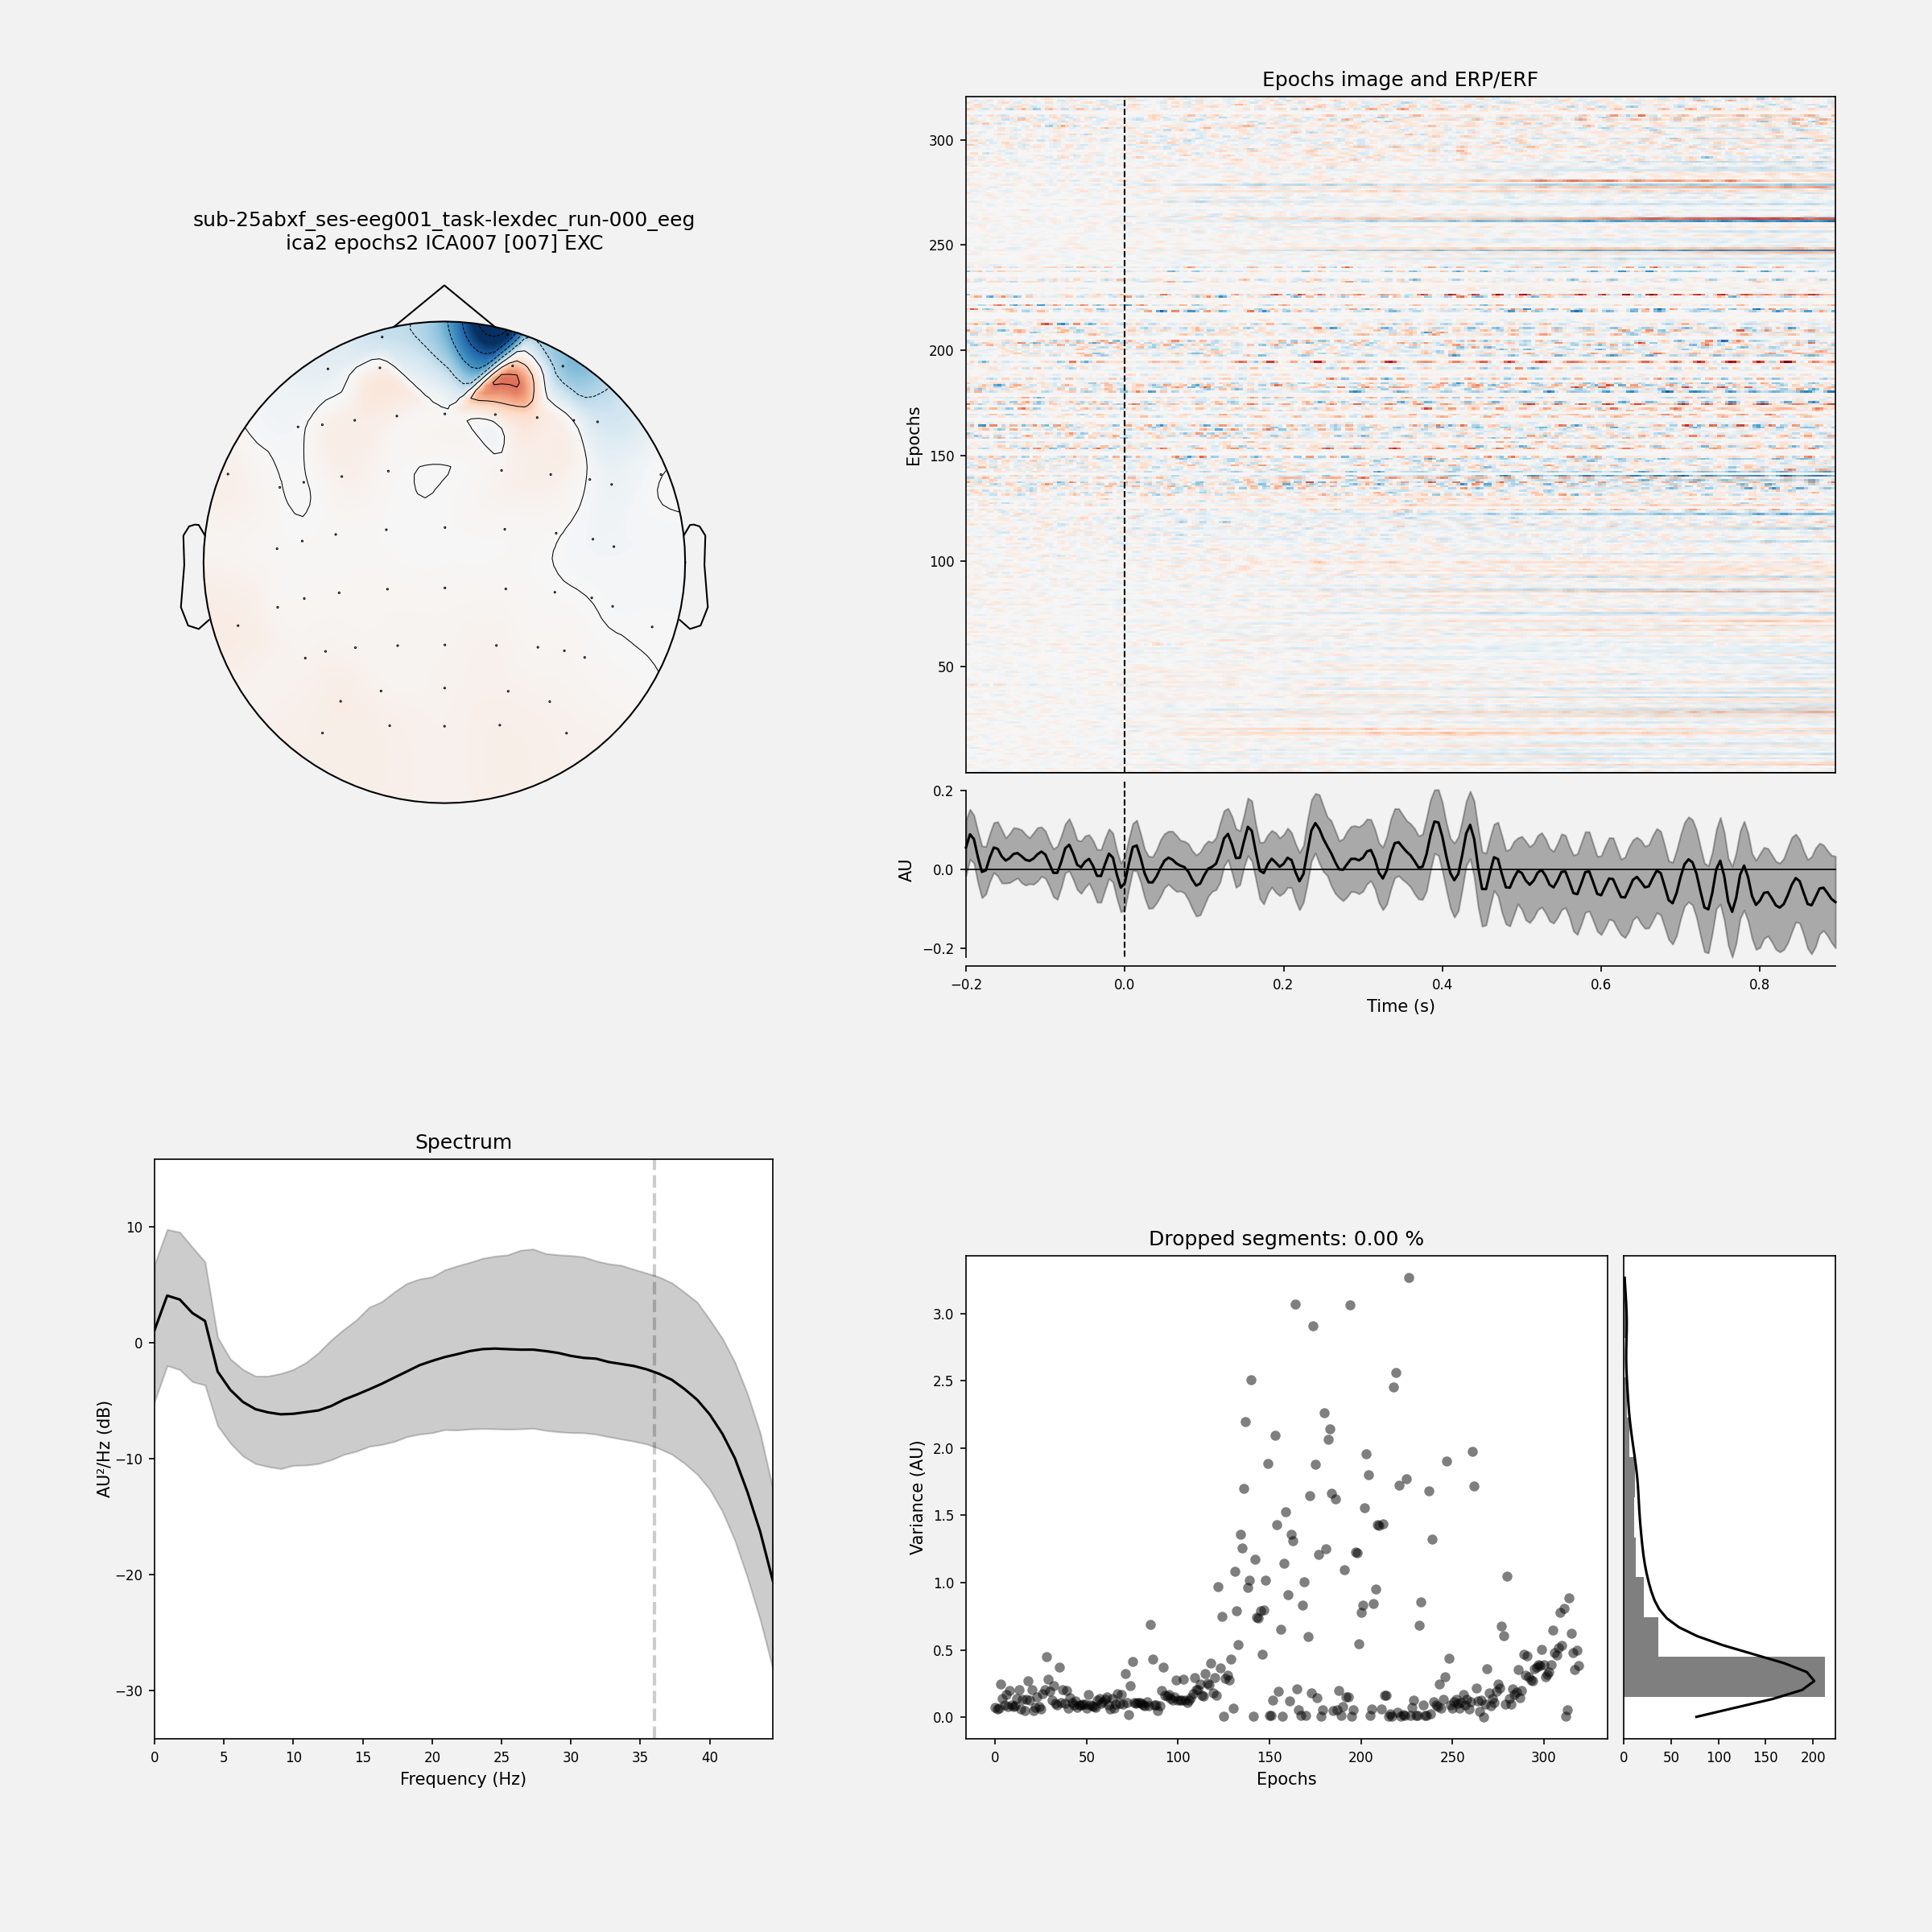 sub-25abxf_ses-eeg001_task-lexdec_run-000_eeg
ica2 epochs2 ICA007 [007] EXC
Epochs image and ERP/ERF
300
250
200
150
100
50
Epochs
0.2
0.0
−0.2
AU
−0.2 0.0 0.2 0.4 0.6 0.8
Time (s)
Spectrum
10
0
−10
−20
−30
AU²/Hz (dB)
0 5 10 15 20 25 30 35 40
Frequency (Hz)
Dropped segments: 0.00 %
3.0
2.5
2.0
1.5
1.0
0.5
0.0
Variance (AU)
0 50 100 150 200 250 300
Epochs
0 50 100 150 200